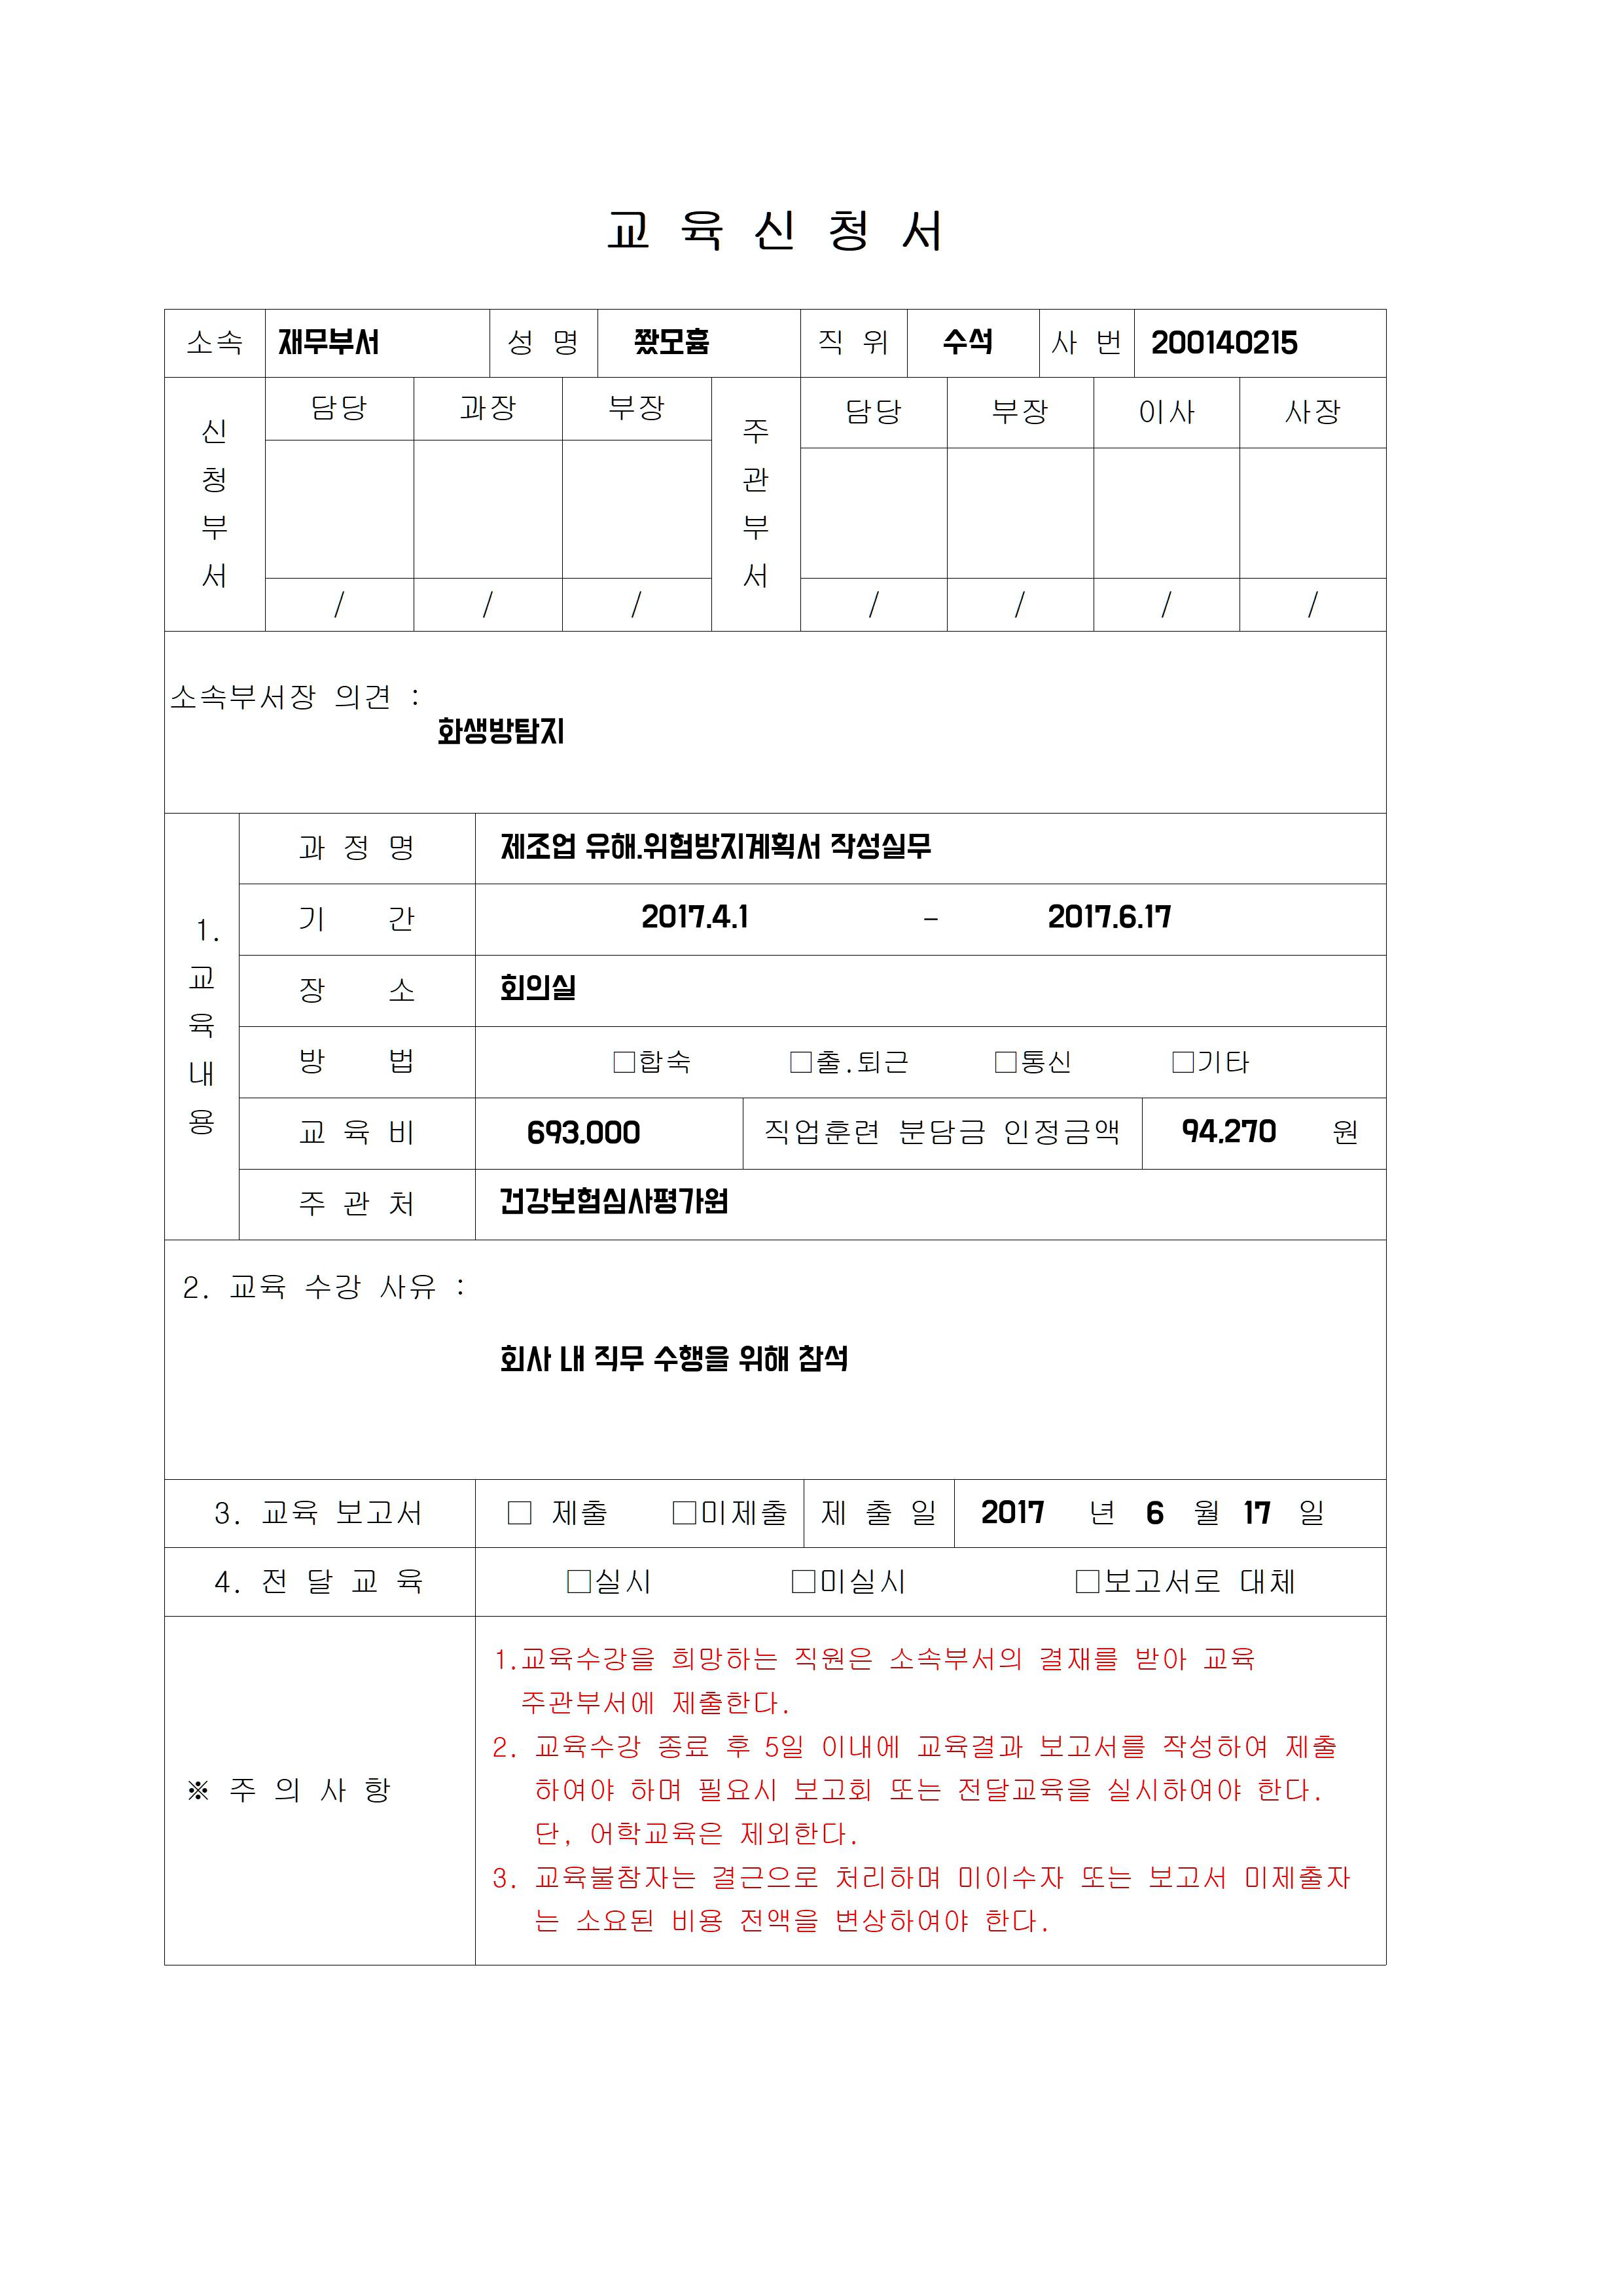 교 육 신 청 서
소속 재무부서 성 명 쫬모흄 직 위 수석 사 번 200140215
신청부서 담당 과장 부장 주관부서 담당 부장 이사 사장
/ / / / / / /
소속부서장 의견 :
화생방탐지
1. 교육내용
과 정 명 제조업 유해.위험방지계획서 작성실무
기 간 2017.4.1 - 2017.6.17
장 소 회의실
방 법 □합숙 □출.퇴근 □통신 □기타
교 육 비 693,000 직업훈련 분담금 인정금액 94,270 원
주 관 처 건강보험심사평가원
2. 교육 수강 사유 :
회사 내 직무 수행을 위해 참석
3. 교육 보고서 □ 제출 □미제출 제 출 일 2017 년 6 월 17 일
4. 전 달 교 육 □실시 □미실시 □보고서로 대체
※ 주 의 사 항
1.교육수강을 희망하는 직원은 소속부서의 결재를 받아 교육
주관부서에 제출한다.
2. 교육수강 종료 후 5일 이내에 교육결과 보고서를 작성하여 제출
하여야 하며 필요시 보고회 또는 전달교육을 실시하여야 한다.
단, 어학교육은 제외한다.
3. 교육불참자는 결근으로 처리하며 미이수자 또는 보고서 미제출자
는 소요된 비용 전액을 변상하여야 한다.